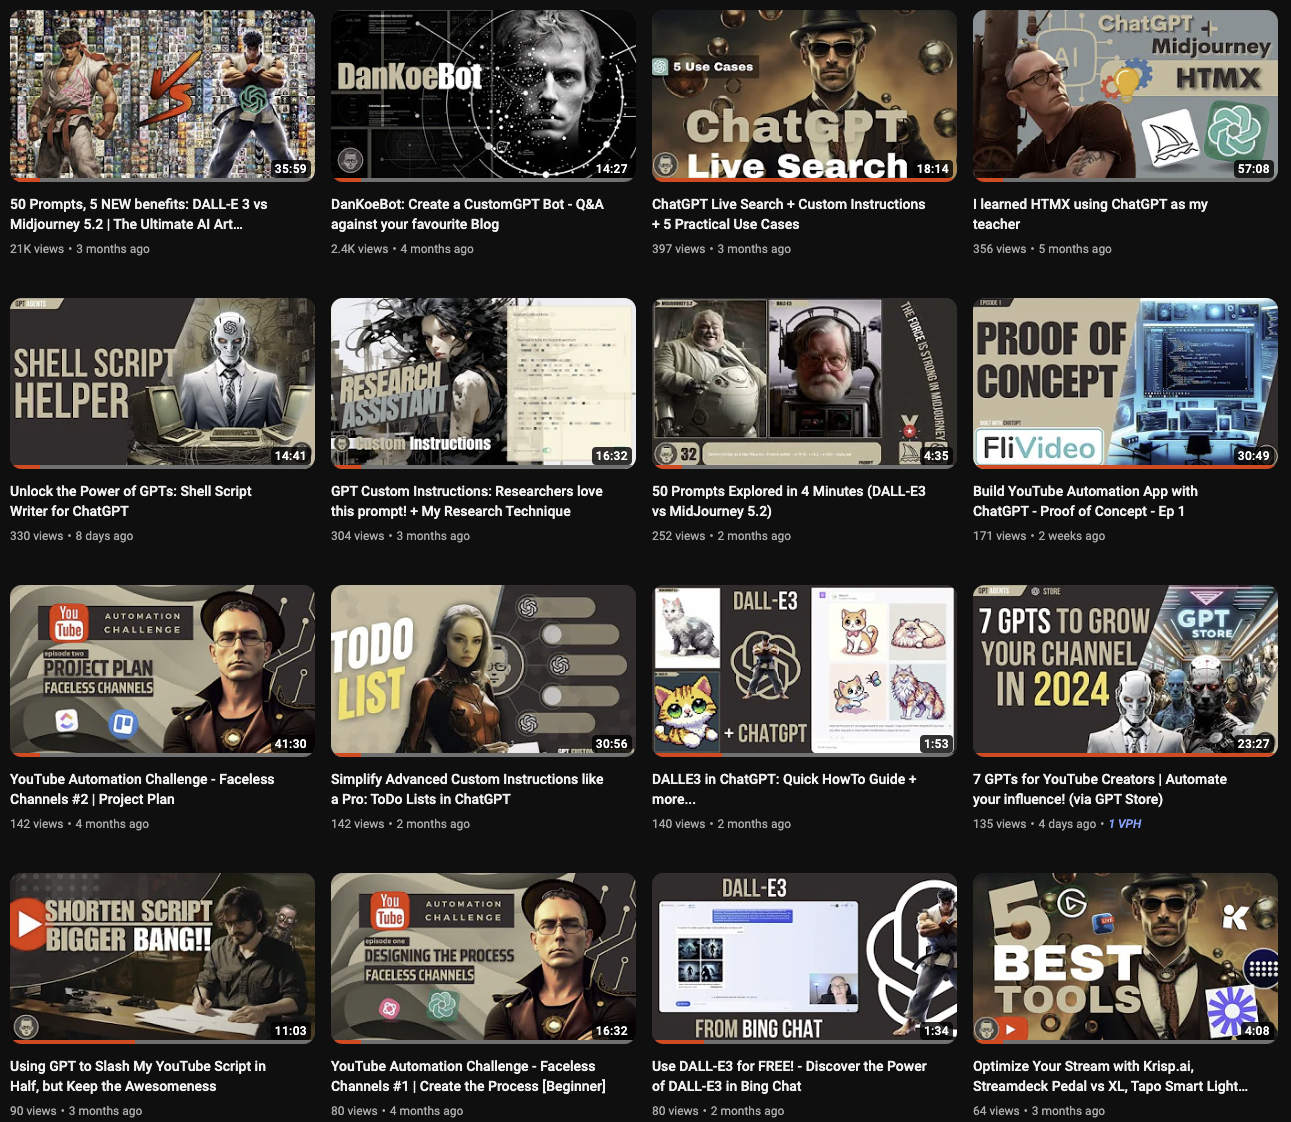 VS
35:59
50 Prompts, 5 NEW benefits: DALL-E 3 vs
Midjourney 5.2 | The Ultimate AI Art...
21K views • 3 months ago
DanKoeBot
14:27
DanKoeBot: Create a CustomGPT Bot - Q&A
against your favourite Blog
2.4K views • 4 months ago
5 Use Cases
ChatGPT
Live Search
18:14
ChatGPT Live Search + Custom Instructions
+ 5 Practical Use Cases
397 views • 3 months ago
ChatGPT +
Midjourney
AI
HTMX
57:08
I learned HTMX using ChatGPT as my
teacher
356 views • 5 months ago
GPT AGENTS
SHELL SCRIPT
HELPER
14:41
Unlock the Power of GPTs: Shell Script
Writer for ChatGPT
330 views • 8 days ago
RESEARCH
ASSISTANT
Custom Instructions
16:32
GPT Custom Instructions: Researchers love
this prompt! + My Research Technique
304 views • 3 months ago
MIDJOURNEY 5.2
DALL-E3
THE FORCE IS STRONG IN MIDJOURNEY
32
PROMPT
4:35
50 Prompts Explored in 4 Minutes (DALL-E3
vs MidJourney 5.2)
252 views • 2 months ago
EPISODE 1
PROOF OF
CONCEPT
BUILT WITH CHATGPT
FliVideo
30:49
Build YouTube Automation App with
ChatGPT - Proof of Concept - Ep 1
171 views • 2 weeks ago
You
Tube
AUTOMATION
CHALLENGE
episode two
PROJECT PLAN
FACELESS CHANNELS
41:30
YouTube Automation Challenge - Faceless
Channels #2 | Project Plan
142 views • 4 months ago
TODO
LIST
30:56
Simplify Advanced Custom Instructions like
a Pro: ToDo Lists in ChatGPT
142 views • 2 months ago
DALL-E3
+ CHATGPT
1:53
DALLE3 in ChatGPT: Quick HowTo Guide +
more...
140 views • 2 months ago
GPT AGENTS
STORE
7 GPTS TO GROW
YOUR CHANNEL
IN 2024
GPT
STORE
23:27
7 GPTs for YouTube Creators | Automate
your influence! (via GPT Store)
135 views • 4 days ago • 1 VPH
SHORTEN SCRIPT
BIGGER BANG!!
11:03
Using GPT to Slash My YouTube Script in
Half, but Keep the Awesomeness
90 views • 3 months ago
You
Tube
AUTOMATION
CHALLENGE
episode one
DESIGNING THE PROCESS
FACELESS CHANNELS
16:32
YouTube Automation Challenge - Faceless
Channels #1 | Create the Process [Beginner]
80 views • 4 months ago
DALL-E3
FROM BING CHAT
1:34
Use DALL-E3 for FREE! - Discover the Power
of DALL-E3 in Bing Chat
80 views • 2 months ago
5
LIVE
BEST
TOOLS
4:08
Optimize Your Stream with Krisp.ai,
Streamdeck Pedal vs XL, Tapo Smart Light...
64 views • 3 months ago